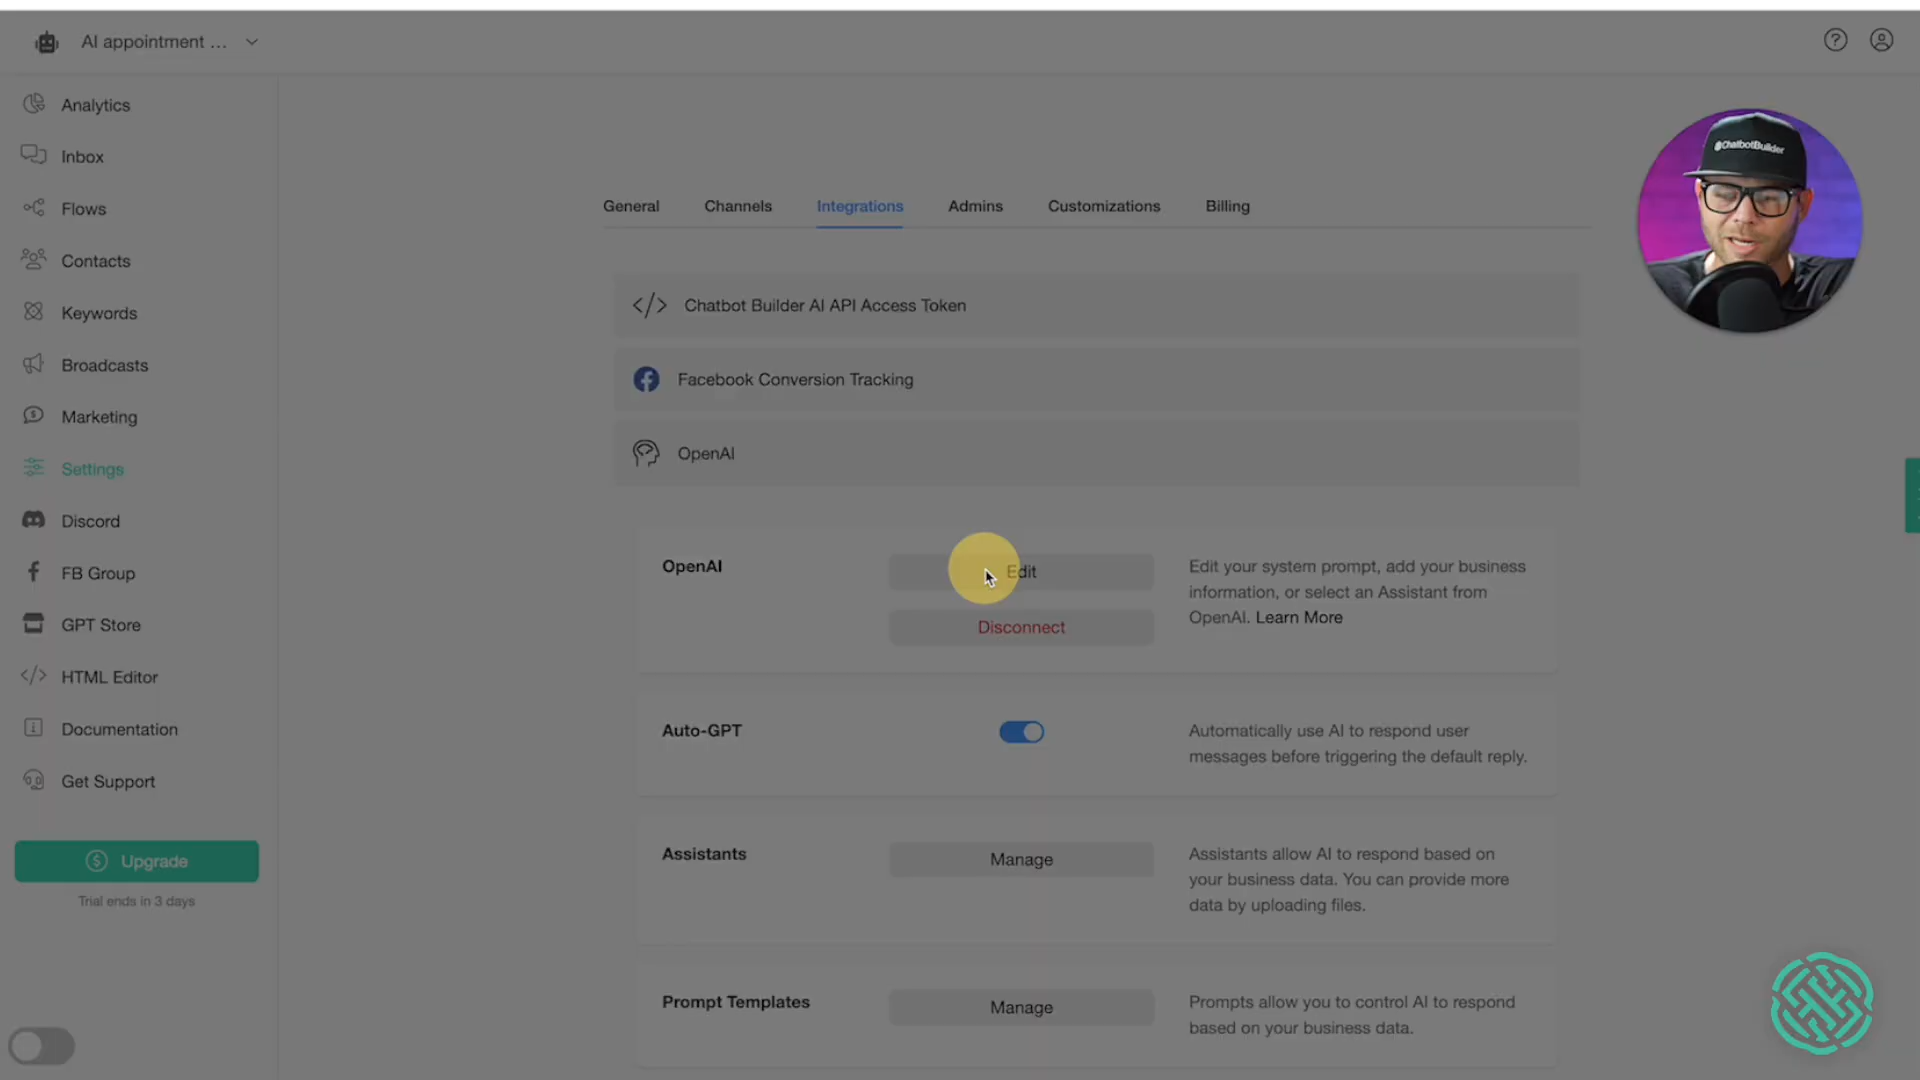 AI appointment ...
Analytics
Inbox
Flows
Contacts
Keywords
Broadcasts
Marketing
Settings
Discord
FB Group
GPT Store
HTML Editor
Documentation
Get Support
Upgrade
Trial ends in 3 days
General
Channels
Integrations
Admins
Customizations
Billing
@ChatbotBuilder
Chatbot Builder AI API Access Token
Facebook Conversion Tracking
OpenAI
OpenAI
Edit
Disconnect
Edit your system prompt, add your business
information, or select an Assistant from
OpenAI. Learn More
Auto-GPT
Automatically use AI to respond user
messages before triggering the default reply.
Assistants
Manage
Assistants allow AI to respond based on
your business data. You can provide more
data by uploading files.
Prompt Templates
Manage
Prompts allow you to control AI to respond
based on your business data.